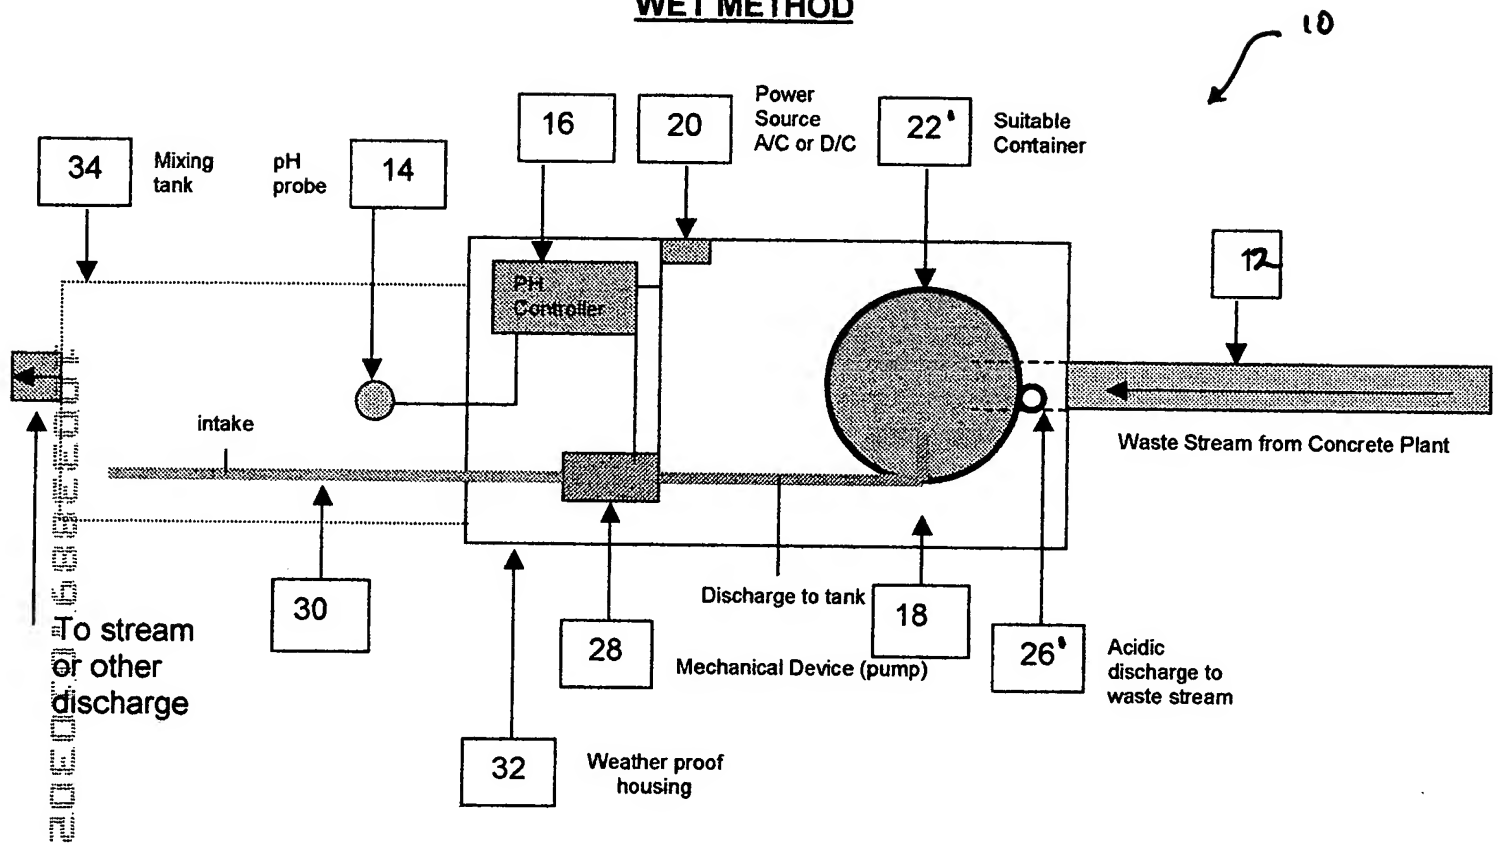 WET METHOD
10
Power
Source
A/C or D/C
16
20
22'
Suitable
Container
34
Mixing
tank
pH
probe
14
12
PH
Controller
intake
Waste Stream from Concrete Plant
Discharge to tank
30
18
To stream
or other
discharge
28
Mechanical Device (pump)
26'
Acidic
discharge to
waste stream
32
Weather proof
housing